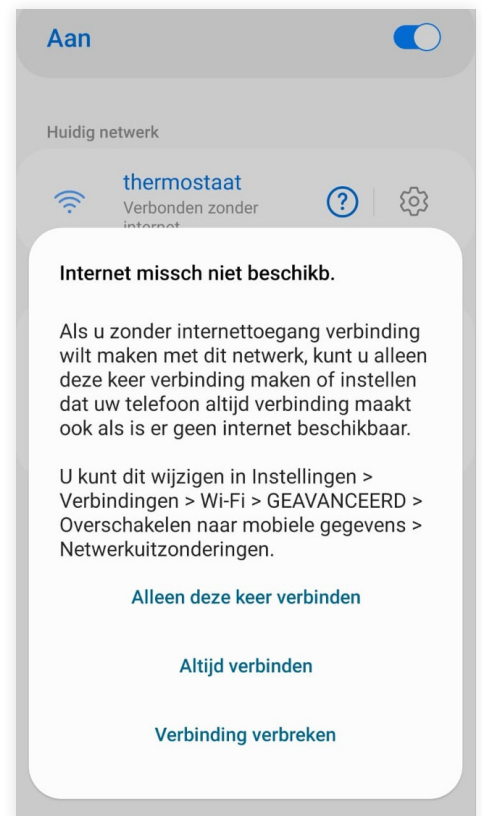 Aan
Huidig netwerk
thermostaat
Verbonden zonder
internet
Internet missch niet beschikb.
Als u zonder internettoegang verbinding
wilt maken met dit netwerk, kunt u alleen
deze keer verbinding maken of instellen
dat uw telefoon altijd verbinding maakt
ook als is er geen internet beschikbaar.
U kunt dit wijzigen in Instellingen >
Verbindingen > Wi-Fi > GEAVANCEERD >
Overschakelen naar mobiele gegevens >
Netwerkuitzonderingen.
Alleen deze keer verbinden
Altijd verbinden
Verbinding verbreken